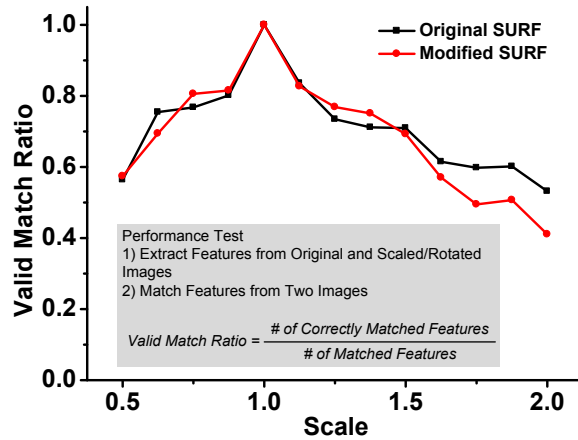 Original SURF
Modified SURF
Valid Match Ratio
1.0
0.8
0.6
0.4
0.2
0.0
Performance Test
1) Extract Features from Original and Scaled/Rotated
Images
2) Match Features from Two Images
Valid Match Ratio = # of Correctly Matched Features
# of Matched Features
0.5 1.0 1.5 2.0
Scale